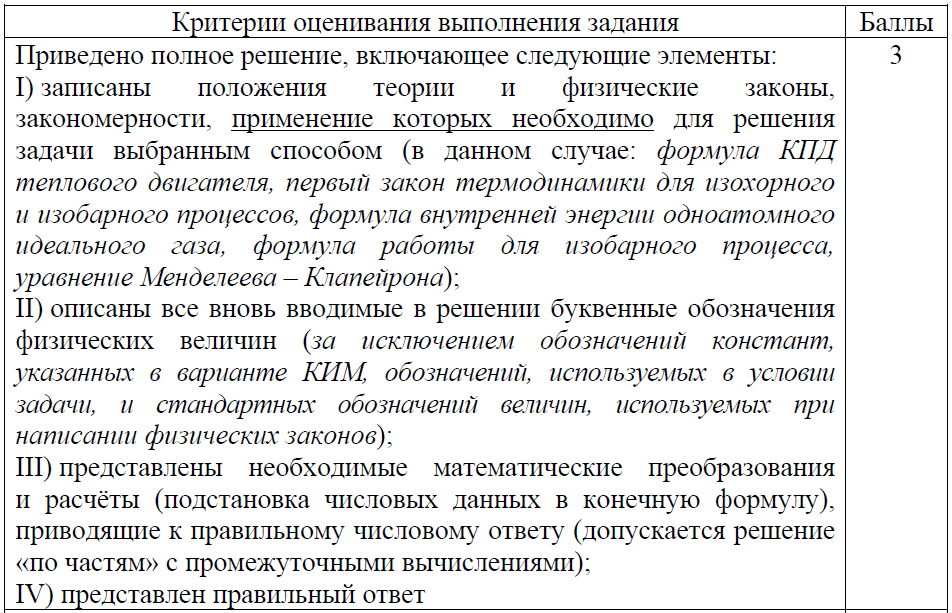 Критерии оценивания выполнения задания Баллы
Приведено полное решение, включающее следующие элементы: 3
I) записаны положения теории и физические законы,
закономерности, применение которых необходимо для решения
задачи выбранным способом (в данном случае: формула КПД
теплового двигателя, первый закон термодинамики для изохорного
и изобарного процессов, формула внутренней энергии одноатомного
идеального газа, формула работы для изобарного процесса,
уравнение Менделеева – Клапейрона);
II) описаны все вновь вводимые в решении буквенные обозначения
физических величин (за исключением обозначений констант,
указанных в варианте КИМ, обозначений, используемых в условии
задачи, и стандартных обозначений величин, используемых при
написании физических законов);
III) представлены необходимые математические преобразования
и расчёты (подстановка числовых данных в конечную формулу),
приводящие к правильному числовому ответу (допускается решение
«по частям» с промежуточными вычислениями);
IV) представлен правильный ответ